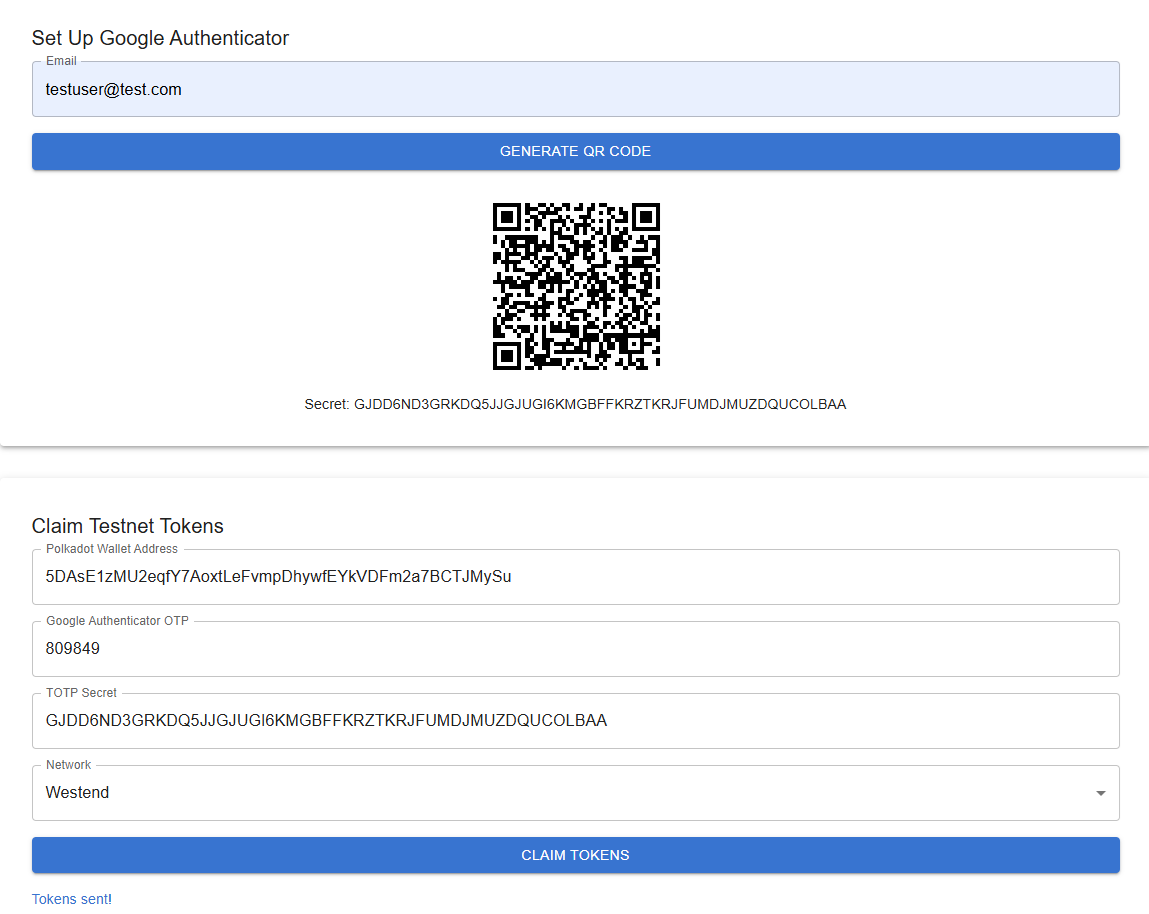 Set Up Google Authenticator
Email
testuser@test.com
GENERATE QR CODE
Secret: GJDD6ND3GRKDQ5JJGJUGI6KMGBFFKRZTKRJFUMDJMUZDQUCOLBAA
Claim Testnet Tokens
Polkadot Wallet Address
5DAsE1zMU2eqfY7AoxtLeFvmpDhywfEYkVDFm2a7BCTJMySu
Google Authenticator OTP
809849
TOTP Secret
GJDD6ND3GRKDQ5JJGJUGI6KMGBFFKRZTKRJFUMDJMUZDQUCOLBAA
Network
Westend
CLAIM TOKENS
Tokens sent!